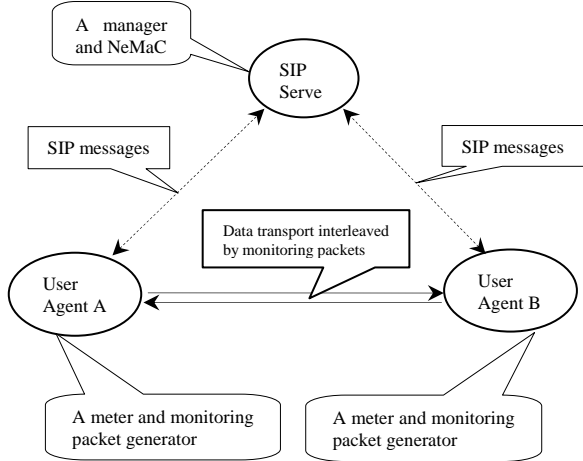 A manager
and NeMaC
SIP
Serve
SIP messages
SIP messages
Data transport interleaved
by monitoring packets
User
Agent A
User
Agent B
A meter and monitoring
packet generator
A meter and monitoring
packet generator